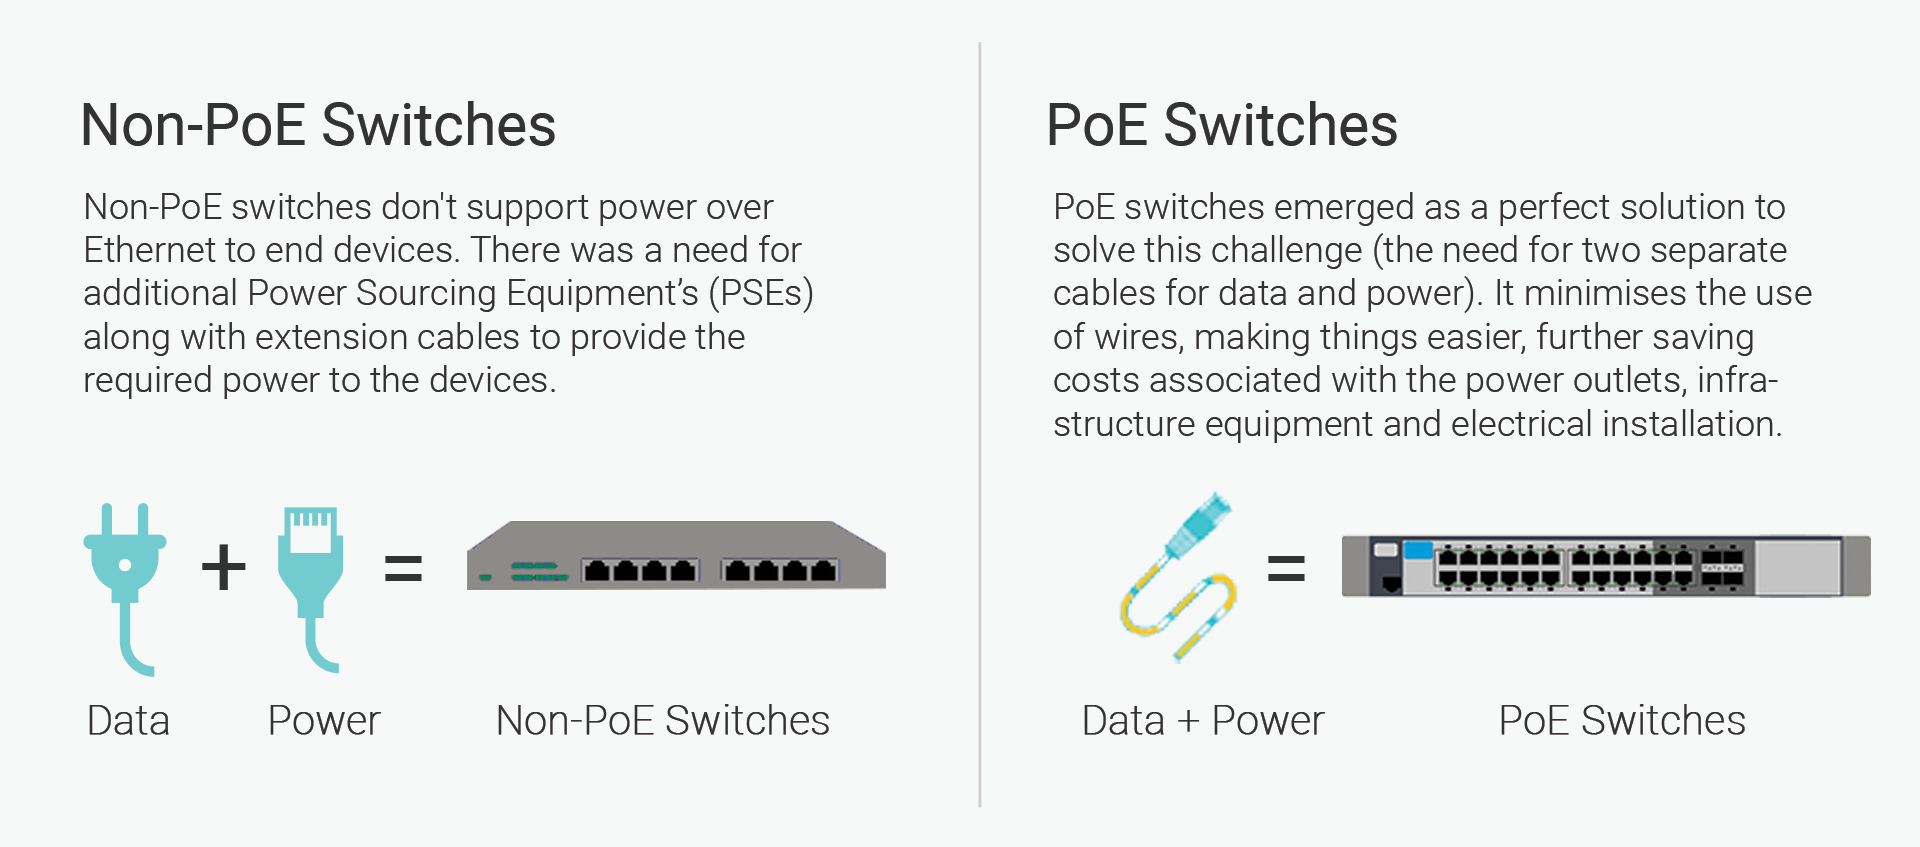 Non-PoE Switches
Non-PoE switches don't support power over
Ethernet to end devices. There was a need for
additional Power Sourcing Equipment’s (PSEs)
along with extension cables to provide the
required power to the devices.
+
=
Data
Power
Non-PoE Switches
PoE Switches
PoE switches emerged as a perfect solution to
solve this challenge (the need for two separate
cables for data and power). It minimises the use
of wires, making things easier, further saving
costs associated with the power outlets, infra-
structure equipment and electrical installation.
=
Data + Power
PoE Switches